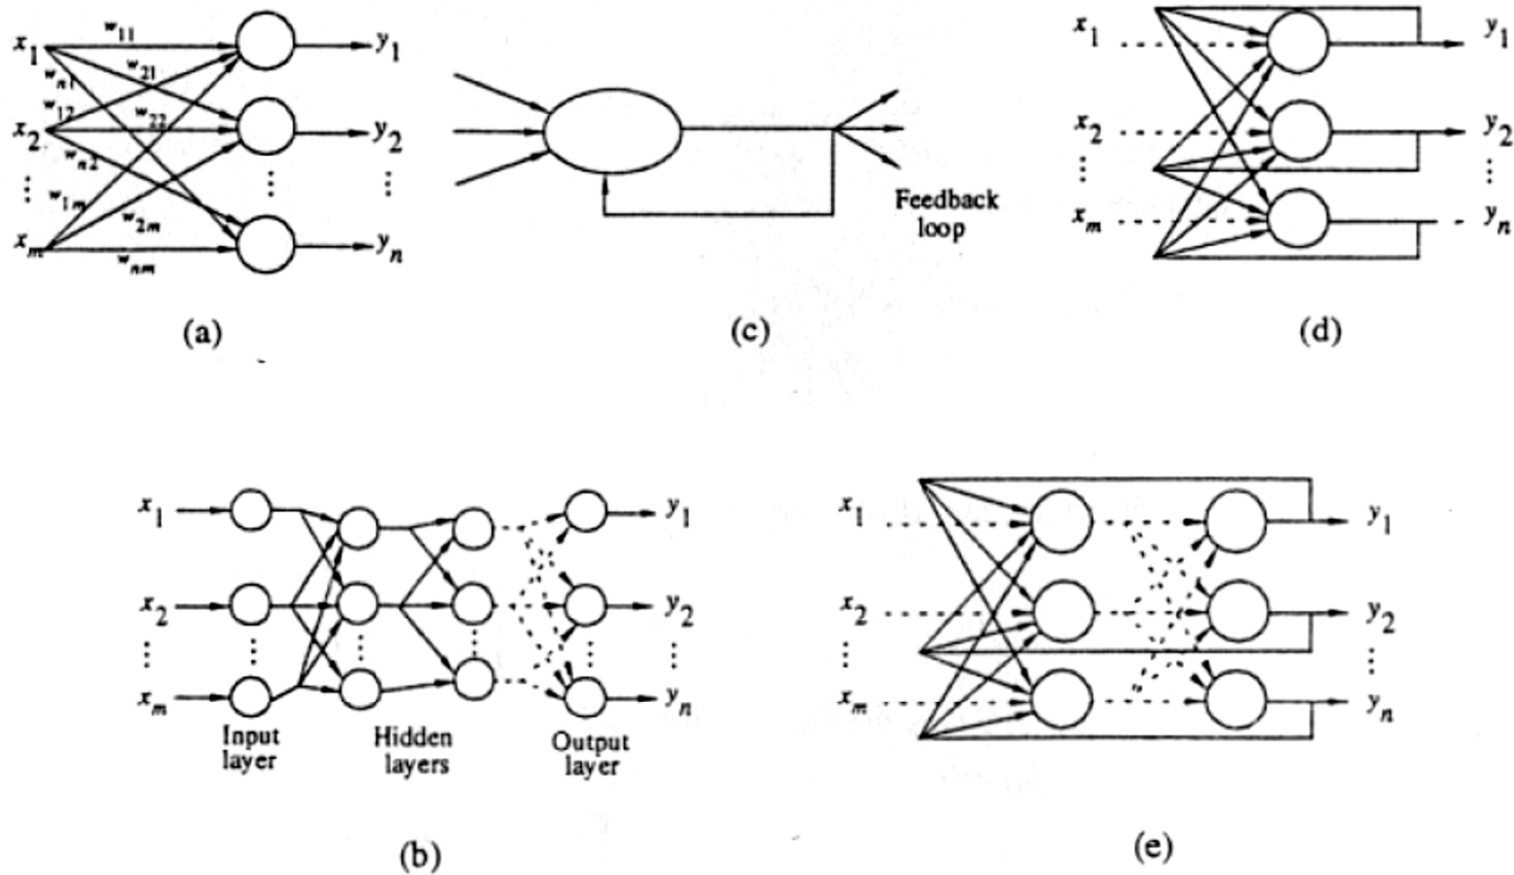 x1 w11 y1
w21
wn1
w12
x2 w22 y2
wn2
w1m
w2m
xm wnm yn
(a)
Feedback
loop
(c)
x1 y1
x2 y2
xm yn
(d)
x1 y1
x2 y2
xm yn
Input
layer
Hidden
layers
Output
layer
(b)
x1 y1
x2 y2
xm yn
(e)